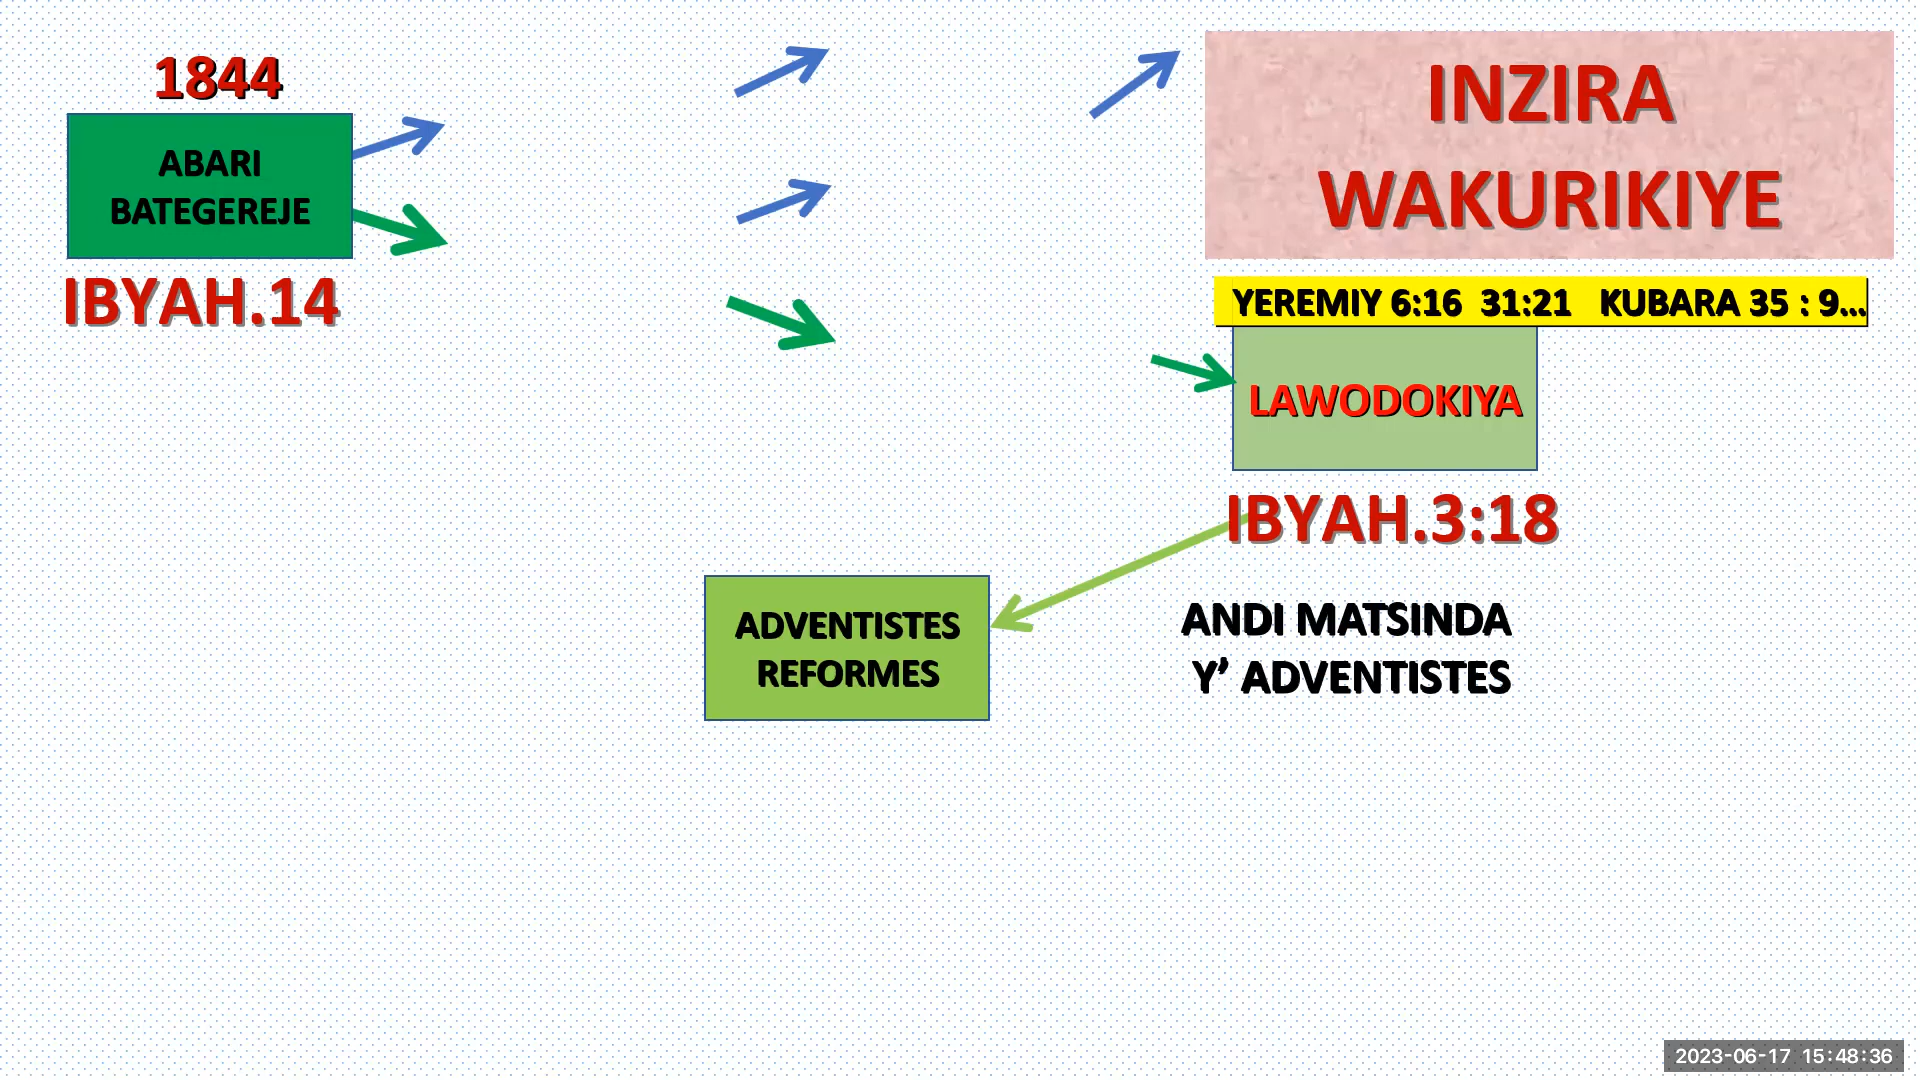 1844
ABARI
BATEGEREJE
IBYAH.14
INZIRA
WAKURIKIYE
YEREMIY 6:16 31:21 KUBARA 35 : 9...
LAWODOKIYA
IBYAH.3:18
ADVENTISTES
REFORMES
ANDI MATSINDA
Y’ ADVENTISTES
2023-06-17 15:48:36